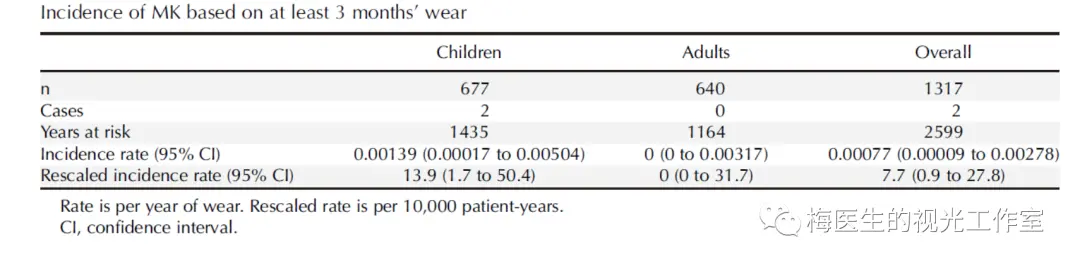 Incidence of MK based on at least 3 months' wear
Children Adults Overall
n 677 640 1317
Cases 2 0 2
Years at risk 1435 1164 2599
Incidence rate (95% CI) 0.00139 (0.00017 to 0.00504) 0 (0 to 0.00317) 0.00077 (0.00009 to 0.00278)
Rescaled incidence rate (95% CI) 13.9 (1.7 to 50.4) 0 (0 to 31.7) 7.7 (0.9 to 27.8)
Rate is per year of wear. Rescaled rate is per 10,000 patient-years.
CI, confidence interval.
梅医生的视光工作室